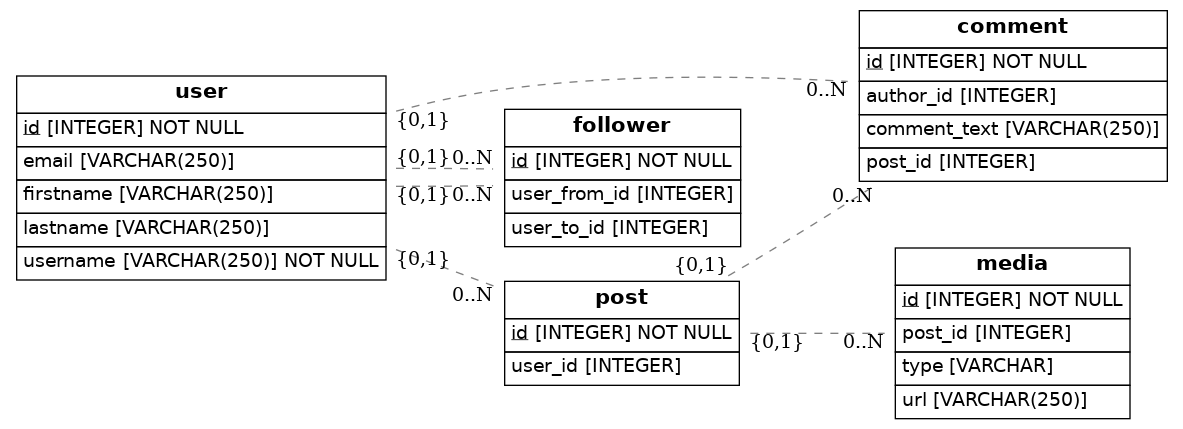 user
id [INTEGER] NOT NULL
email [VARCHAR(250)]
firstname [VARCHAR(250)]
lastname [VARCHAR(250)]
username [VARCHAR(250)] NOT NULL
{0,1}
{0,1}
{0,1}
{0,1}
0..N
0..N
0..N
0..N
follower
id [INTEGER] NOT NULL
user_from_id [INTEGER]
user_to_id [INTEGER]
post
id [INTEGER] NOT NULL
user_id [INTEGER]
{0,1}
0..N
{0,1}
0..N
comment
id [INTEGER] NOT NULL
author_id [INTEGER]
comment_text [VARCHAR(250)]
post_id [INTEGER]
media
id [INTEGER] NOT NULL
post_id [INTEGER]
type [VARCHAR]
url [VARCHAR(250)]